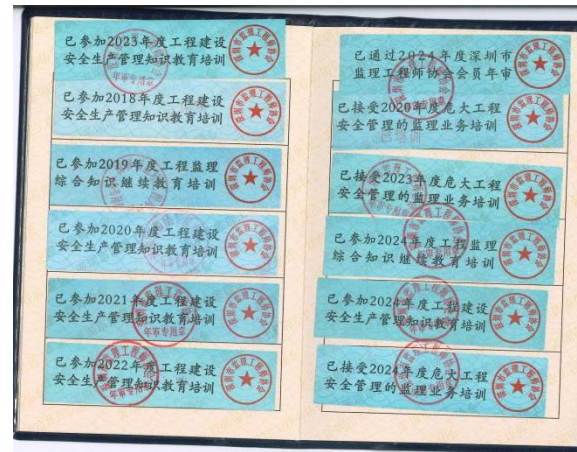 已参加2023年度工程建设
安全生产管理知识教育培训
已参加2018年度工程建设
安全生产管理知识教育培训
已参加2019年度工程监理
综合知识继续教育培训
已参加2020年度工程建设
安全生产管理知识教育培训
已参加2021年度工程建设
安全生产管理知识教育培训
年审专用章
已参加2022年度工程建设
安全生产管理知识教育培训
年审专用章
已通过2024年度深圳市
监理工程师协会会员年审
已接受2020年度危大工程
安全管理的监理业务培训
已接受2023年度危大工程
安全管理的监理业务培训
已参加2024年度工程监理
综合知识继续教育培训
已参加2024年度工程建设
安全生产管理知识教育培训
已接受2024年度危大工程
安全管理的监理业务培训